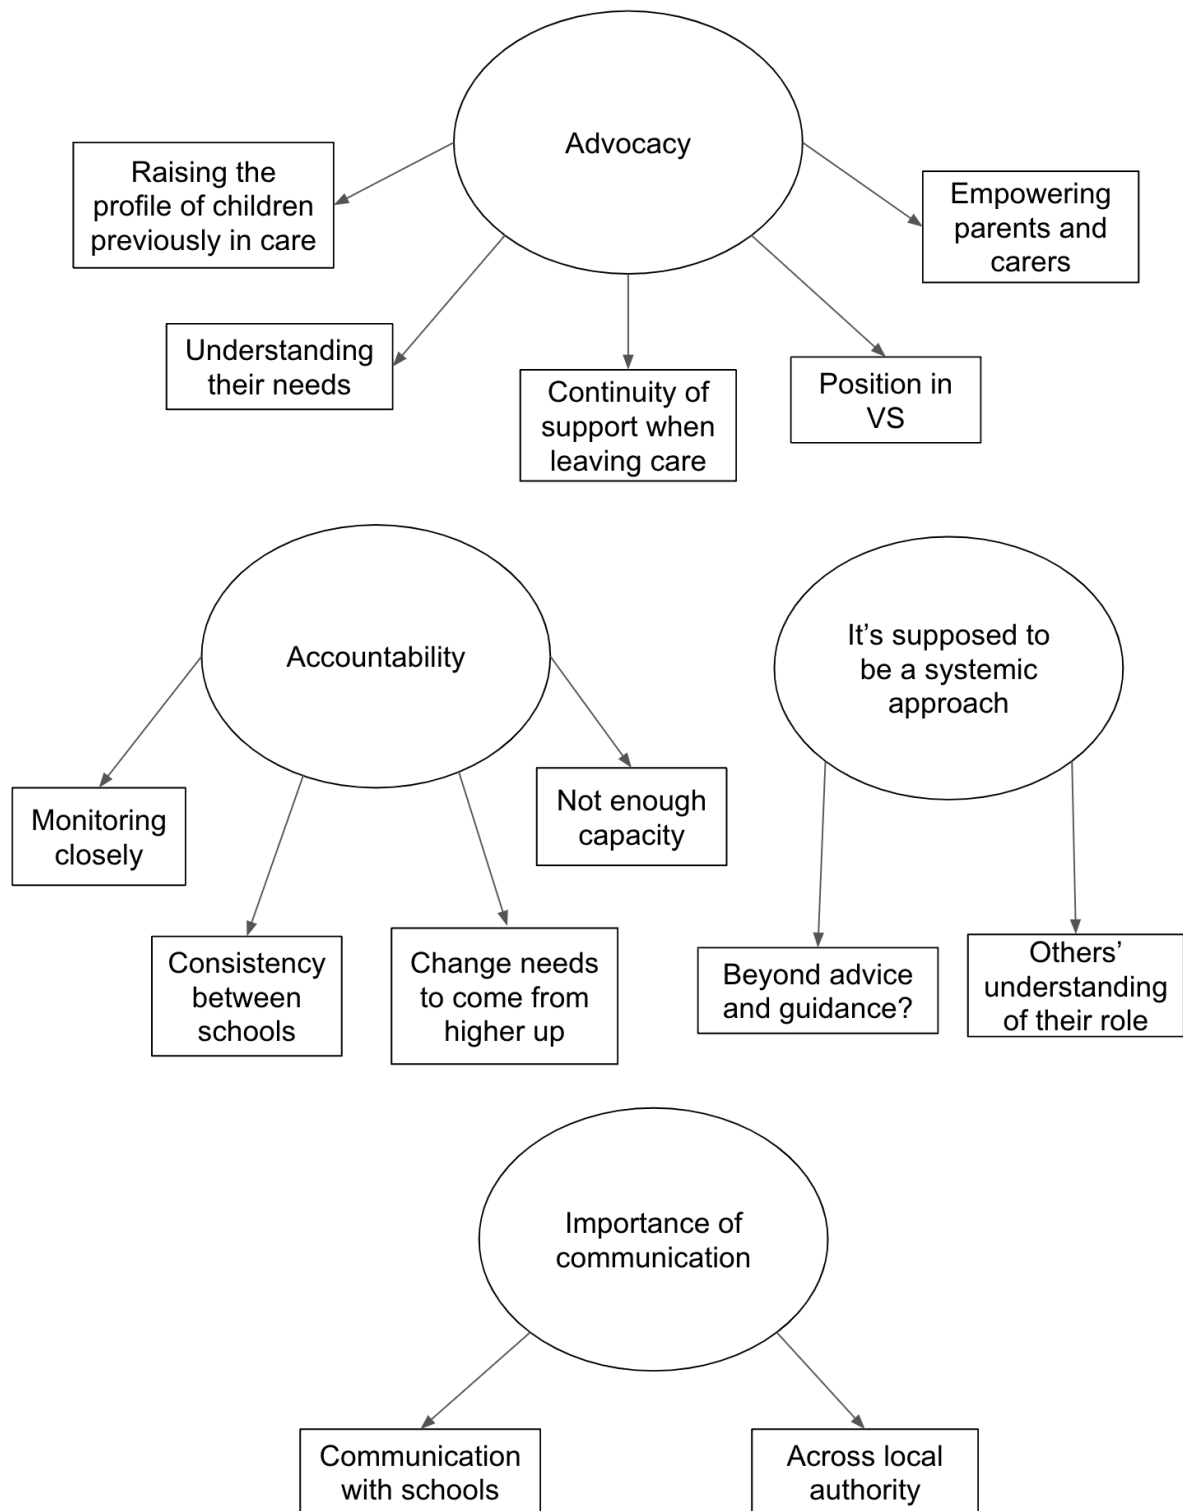 Advocacy
Raising the
profile of children
previously in care
Empowering
parents and
carers
Understanding
their needs
Continuity of
support when
leaving care
Position in
VS
Accountability
It’s supposed to
be a systemic
approach
Monitoring
closely
Not enough
capacity
Consistency
between
schools
Change needs
to come from
higher up
Beyond advice
and guidance?
Others’
understanding
of their role
Importance of
communication
Communication
with schools
Across local
authority